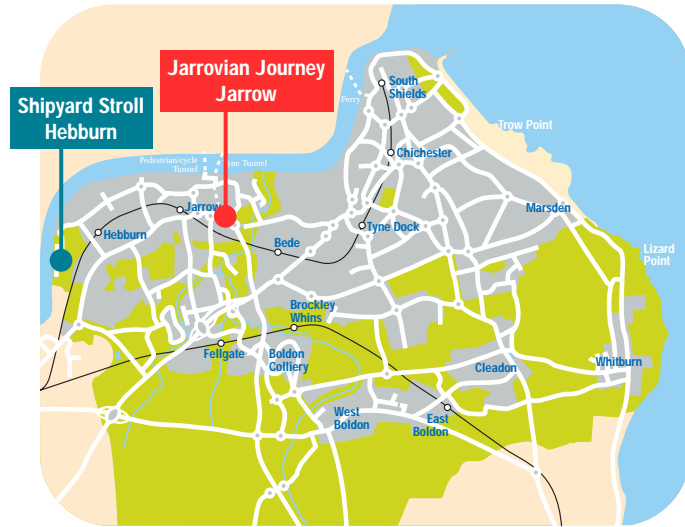 Jarrovian Journey
Jarrow
Shipyard Stroll
Hebburn
South
Shields
Ferry
Trow Point
Pedestrian/cycle
Tunnel
Tyne Tunnel
Chichester
Jarrow
Marsden
Hebburn
Tyne Dock
Bede
Lizard
Point
Brockley
Whins
Fellgate
Boldon
Colliery
Cleadon
Whitburn
West
Boldon
East
Boldon